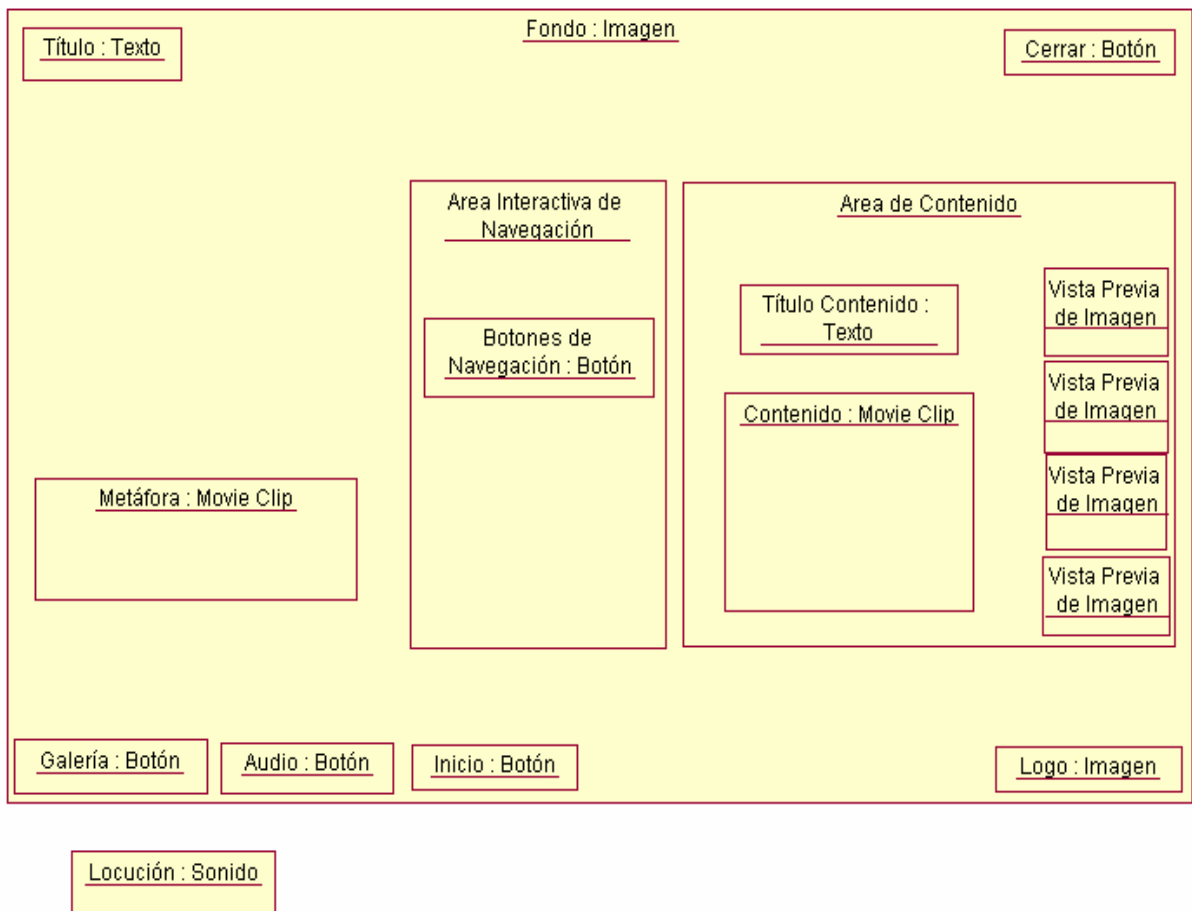 Fondo : Imagen
Título : Texto
Cerrar : Botón
Area Interactiva de
Navegación
Botones de
Navegación : Botón
Area de Contenido
Título Contenido :
Texto
Contenido : Movie Clip
Vista Previa
de Imagen
Vista Previa
de Imagen
Vista Previa
de Imagen
Vista Previa
de Imagen
Metáfora : Movie Clip
Galería : Botón
Audio : Botón
Inicio : Botón
Logo : Imagen
Locución : Sonido